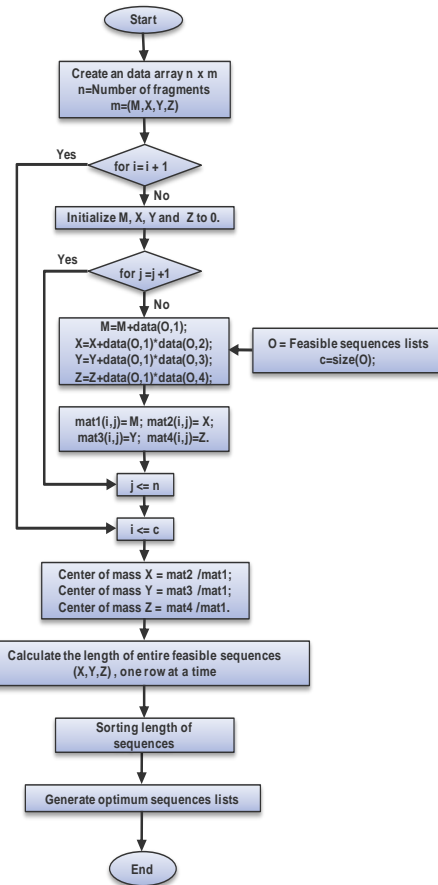 Start
Create an data array n x m
n=Number of fragments
m=(M,X,Y,Z)
Yes
for i= i + 1
No
Initialize M, X, Y and Z to 0.
Yes
for j =j +1
No
M=M+data(O,1);
X=X+data(O,1)*data(O,2);
Y=Y+data(O,1)*data(O,3);
Z=Z+data(O,1)*data(O,4);
O = Feasible sequences lists
c=size(O);
mat1(i,j)= M; mat2(i,j)= X;
mat3(i,j)=Y; mat4(i,j)=Z.
j <= n
i <= c
Center of mass X = mat2 /mat1;
Center of mass Y = mat3 /mat1;
Center of mass Z = mat4 /mat1.
Calculate the length of entire feasible sequences
(X,Y,Z) , one row at a time
Sorting length of
sequences
Generate optimum sequences lists
End